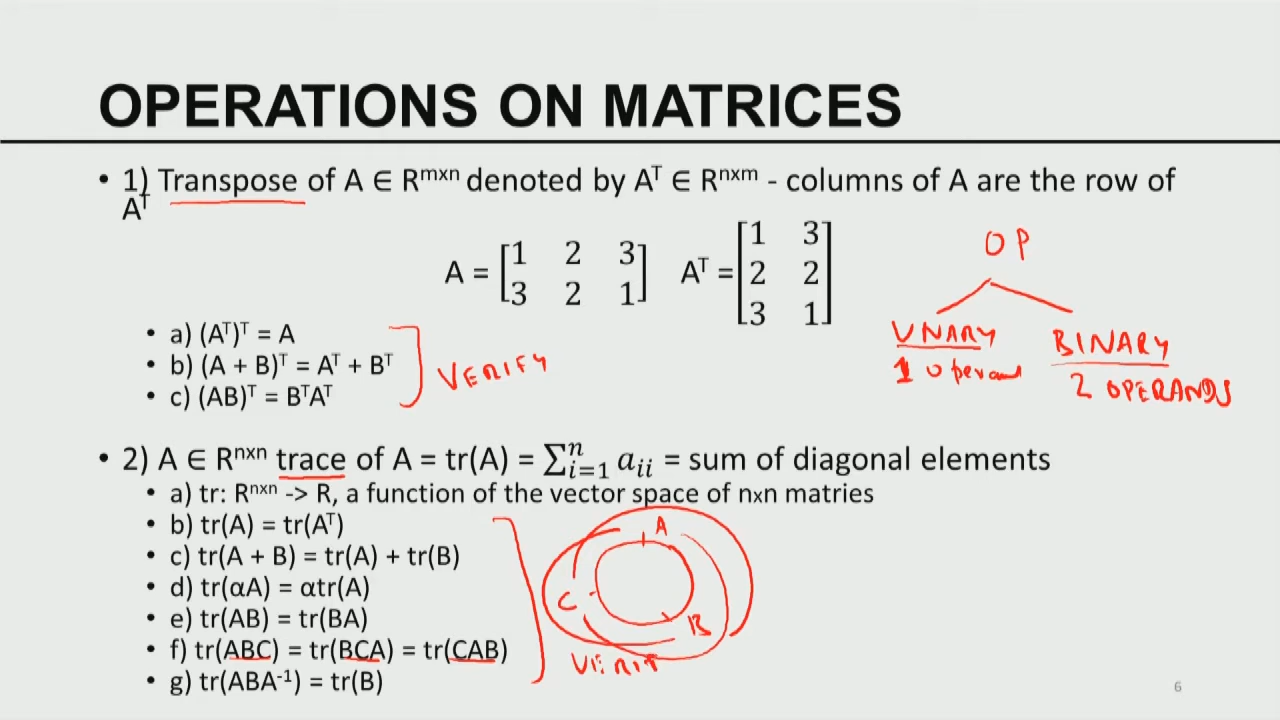 OPERATIONS ON MATRICES
• 1) Transpose of A ∈ Rᵐˣⁿ denoted by Aᵀ ∈ Rⁿˣᵐ - columns of A are the row of
Aᵀ
OP
A = [1 2 3
3 2 1]
Aᵀ = [1 3
2 2
3 1]
UNARY
1 operand
BINARY
2 OPERANDS
• a) (Aᵀ)ᵀ = A
• b) (A + B)ᵀ = Aᵀ + Bᵀ
• c) (AB)ᵀ = BᵀAᵀ
VERIFY
• 2) A ∈ Rⁿˣⁿ trace of A = tr(A) = ∑ⁿᵢ₌₁ aᵢᵢ = sum of diagonal elements
• a) tr: Rⁿˣⁿ -> R, a function of the vector space of nxn matries
• b) tr(A) = tr(Aᵀ)
• c) tr(A + B) = tr(A) + tr(B)
• d) tr(αA) = αtr(A)
• e) tr(AB) = tr(BA)
• f) tr(ABC) = tr(BCA) = tr(CAB)
• g) tr(ABA⁻¹) = tr(B)
A
C
B
6